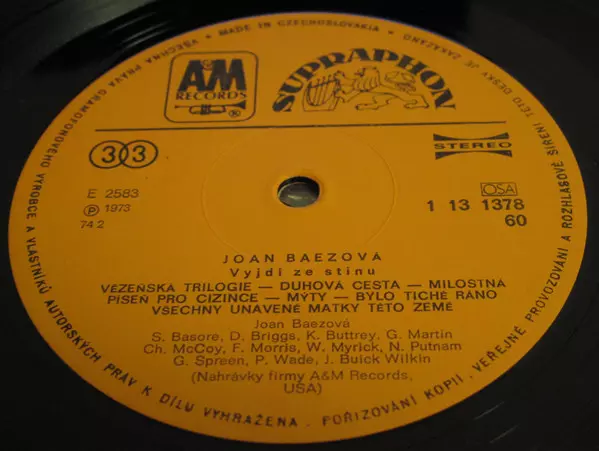 MADE IN CZECHOSLOVAKIA
VŠECHNA PRÁVA GRAMOFONOVÉHO VÝROBCE A VLASTNÍKŮ AUTORSKÝCH PRÁV K DÍLU VYHRAŽENA. POŘIZOVÁNÍ KOPIÍ, VEŘEJNÉ PROVOZOVÁNÍ A ROZHLASOVÉ ŠÍŘENÍ TÉTO DESKY JE ZAKÁZÁNO
A&M
RECORDS
®
SUPRAPHON
33
STEREO
E 2583
OSA
℗ 1973
1 13 1378
74 2
60
JOAN BAEZOVÁ
Vyjdi ze stínu
VĚZEŇSKA TRILOGIE — DUHOVÁ CESTA — MILOSTNÁ
PÍSEŇ PRO CIZINCE — MÝTY — BYLO TICHÉ RÁNO
VŠECHNY UNAVENÉ MATKY TÉTO ZEMĚ
Joan Baezová
S. Basore, D. Briggs, K. Buttrey, G. Martin
Ch. McCoy, F. Morris, W. Myrick, N. Putnam
G. Spreen, P. Wade, J. Buick Wilkin
(Nahrávky firmy A&M Records,
USA)